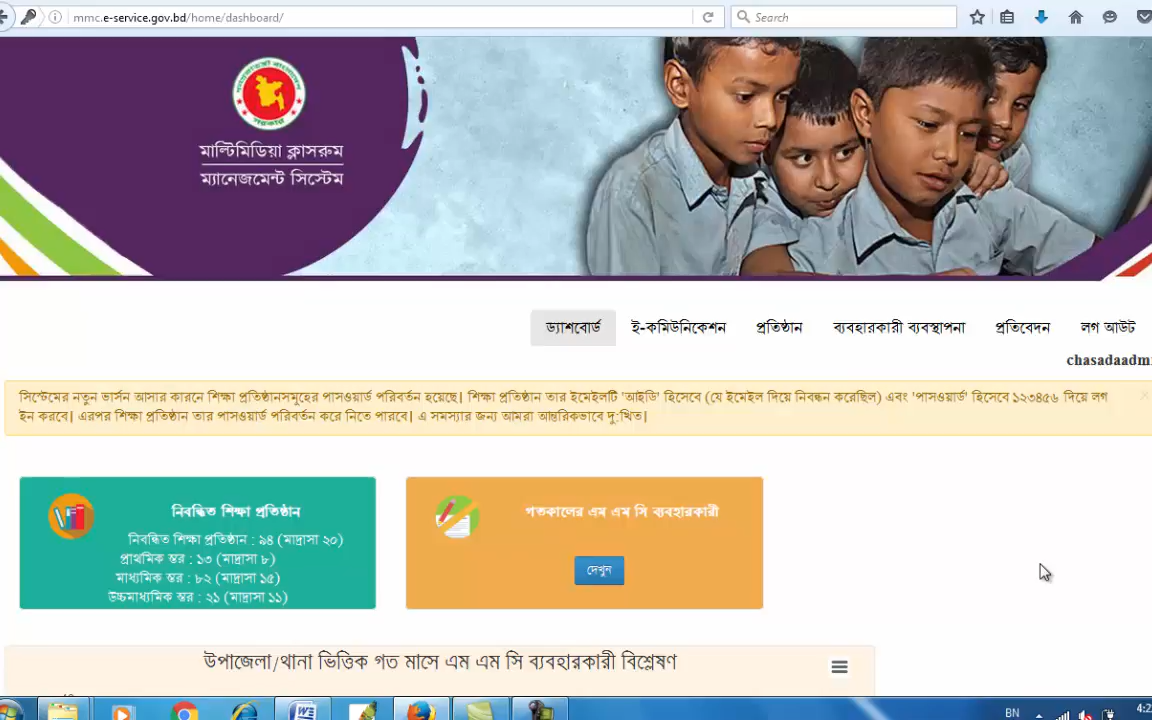 mmc.e-service.gov.bd/home/dashboard/
Search
মাল্টিমিডিয়া ক্লাসরুম
ম্যানেজমেন্ট সিস্টেম
ড্যাশবোর্ড ই-কমিউনিকেশন প্রতিষ্ঠান ব্যবহারকারী ব্যবস্থাপনা প্রতিবেদন লগ আউট
chasadaadm
সিস্টেমের নতুন ভার্সন আসার কারনে শিক্ষা প্রতিষ্ঠানসমুহের পাসওয়ার্ড পরিবর্তন হয়েছে। শিক্ষা প্রতিষ্ঠান তার ইমেইলটি 'আইডি' হিসেবে (যে ইমেইল দিয়ে নিবন্ধন করেছিল) এবং 'পাসওয়ার্ড' হিসেবে ১২৩৪৫৬ দিয়ে লগ
ইন করবে। এরপর শিক্ষা প্রতিষ্ঠান তার পাসওয়ার্ড পরিবর্তন করে নিতে পারবে। এ সমস্যার জন্য আমরা আন্তরিকভাবে দু:খিত।
নিবন্ধিত শিক্ষা প্রতিষ্ঠান
নিবন্ধিত শিক্ষা প্রতিষ্ঠান : ৯৪ (মাদ্রাসা ২০)
প্রাথমিক স্তর : ১৩ (মাদ্রাসা ৮)
মাধ্যমিক স্তর : ৮২ (মাদ্রাসা ১৫)
উচ্চমাধ্যমিক স্তর : ২১ (মাদ্রাসা ১১)
গতকালের এম এম সি ব্যবহারকারী
দেখুন
উপাজেলা/থানা ভিত্তিক গত মাসে এম এম সি ব্যবহারকারী বিশ্লেষণ
BN
4:2